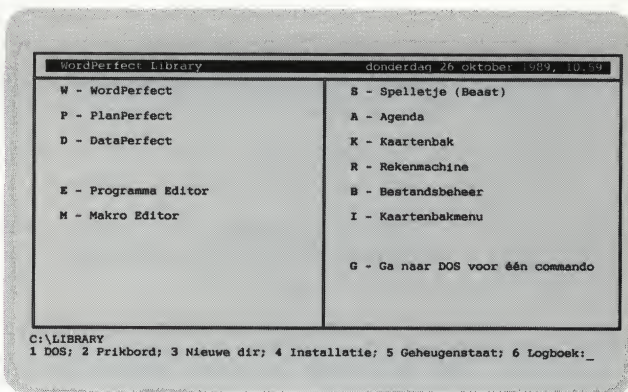 WordPerfect Library donderdag 26 oktober 1989, 10.59
W - WordPerfect
P - PlanPerfect
D - DataPerfect
E - Programma Editor
M - Makro Editor
S - Spelletje (Beast)
A - Agenda
K - Kaartenbak
R - Rekenmachine
B - Bestandsbeheer
I - Kaartenbakmenu
G - Ga naar DOS voor één commando
C:\LIBRARY
1 DOS; 2 Prikbord; 3 Nieuwe dir; 4 Installatie; 5 Geheugenstaat; 6 Logboek:_